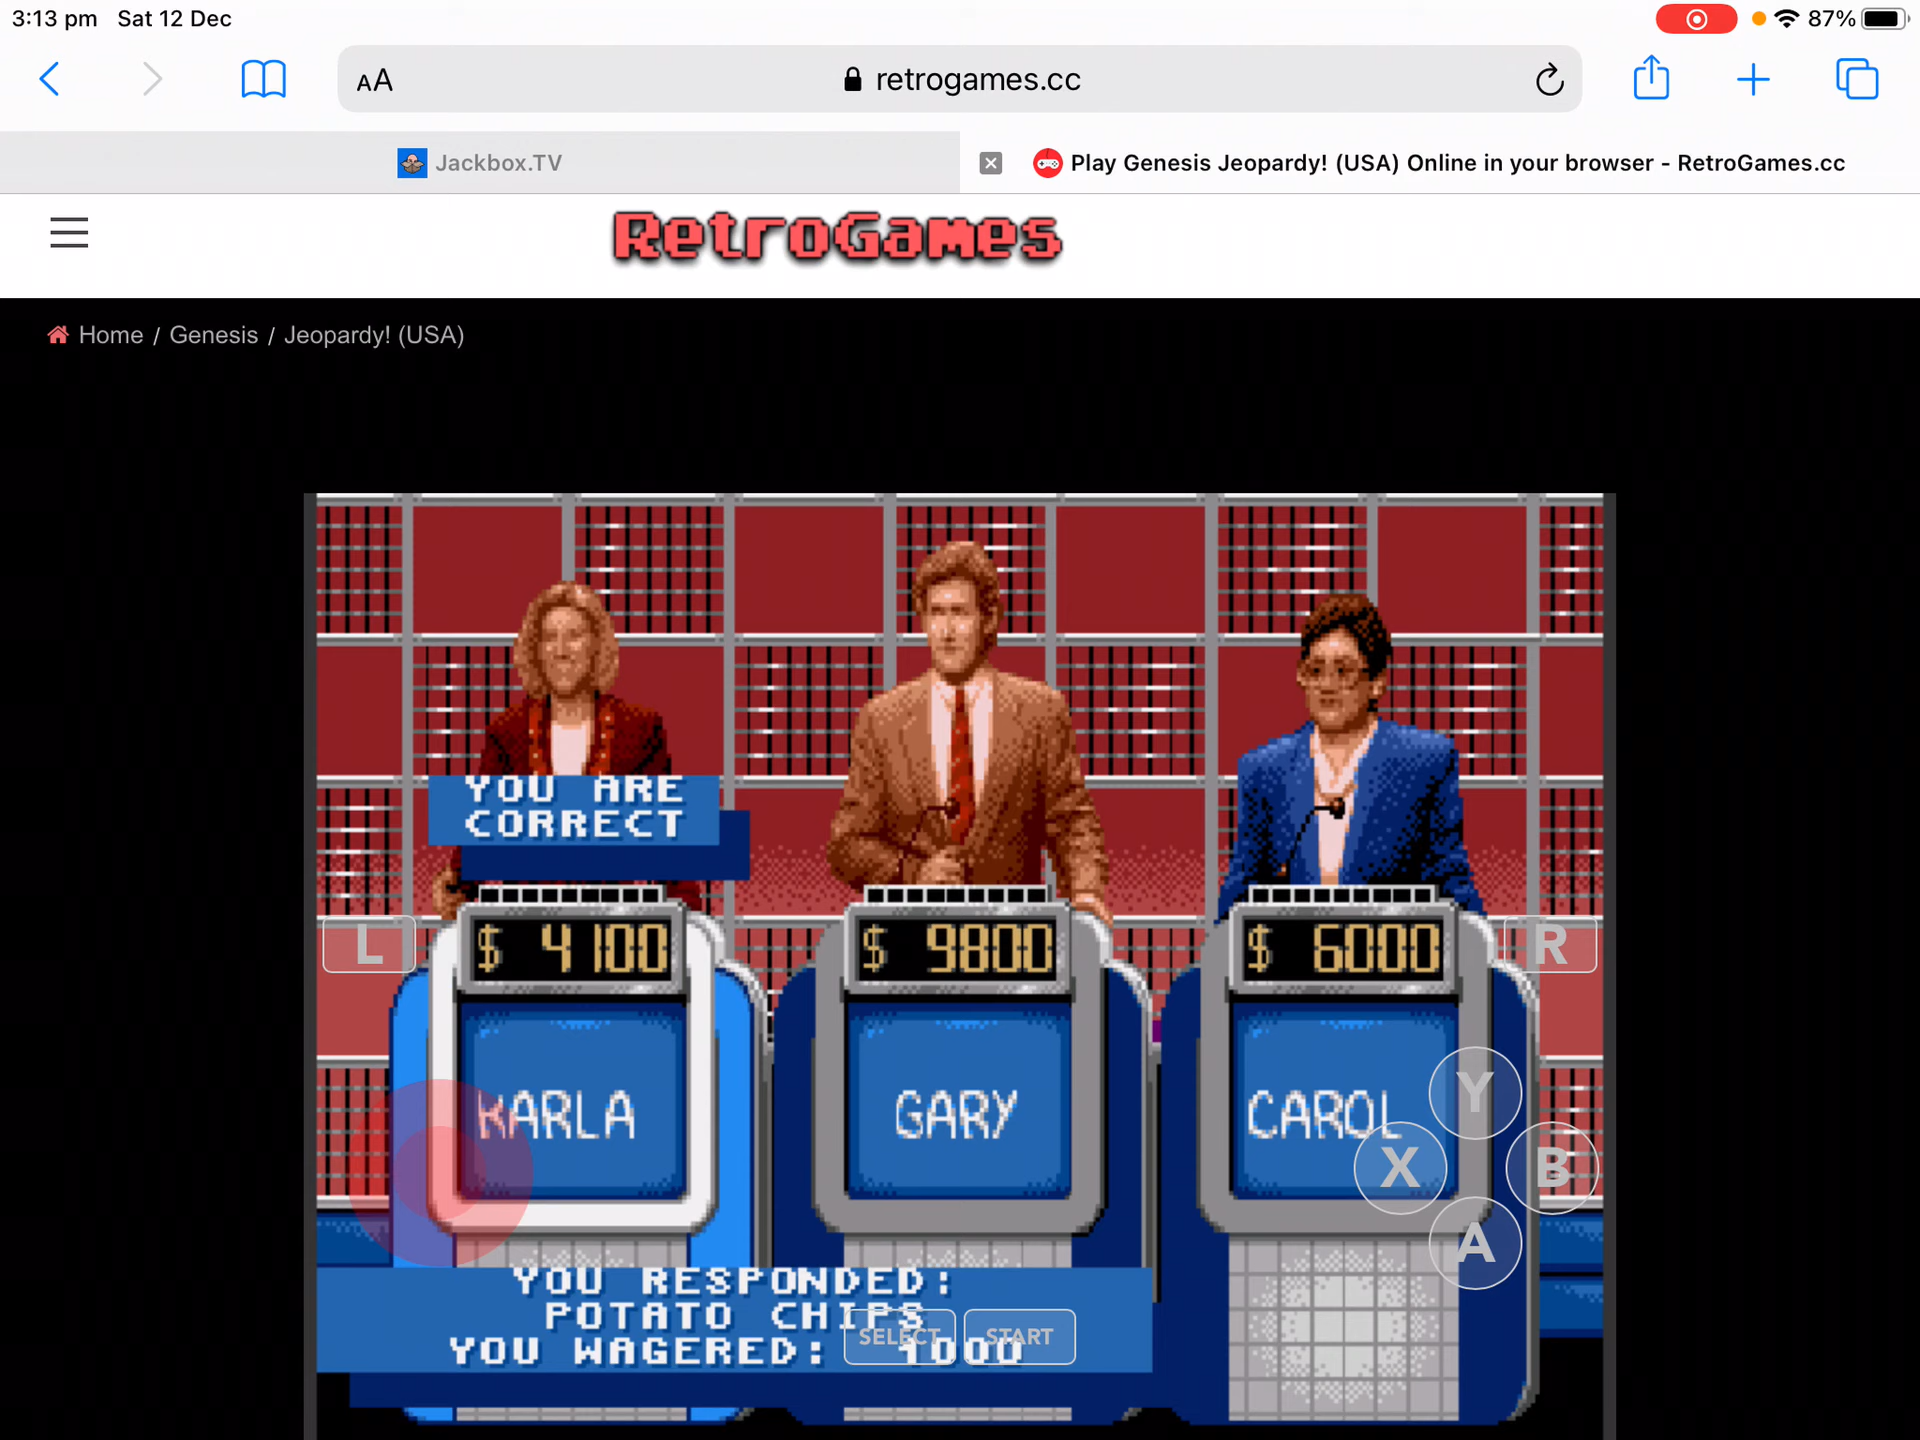 3:13 pm Sat 12 Dec
87%
AA
retrogames.cc
Jackbox.TV
Play Genesis Jeopardy! (USA) Online in your browser - RetroGames.cc
RetroGames
Home / Genesis / Jeopardy! (USA)
YOU ARE
CORRECT
L
$ 4100
$ 9800
$ 6000
R
KARLA
GARY
CAROL
Y
X
B
A
YOU RESPONDED:
POTATO CHIPS
YOU WAGERED: 1000
SELECT
START